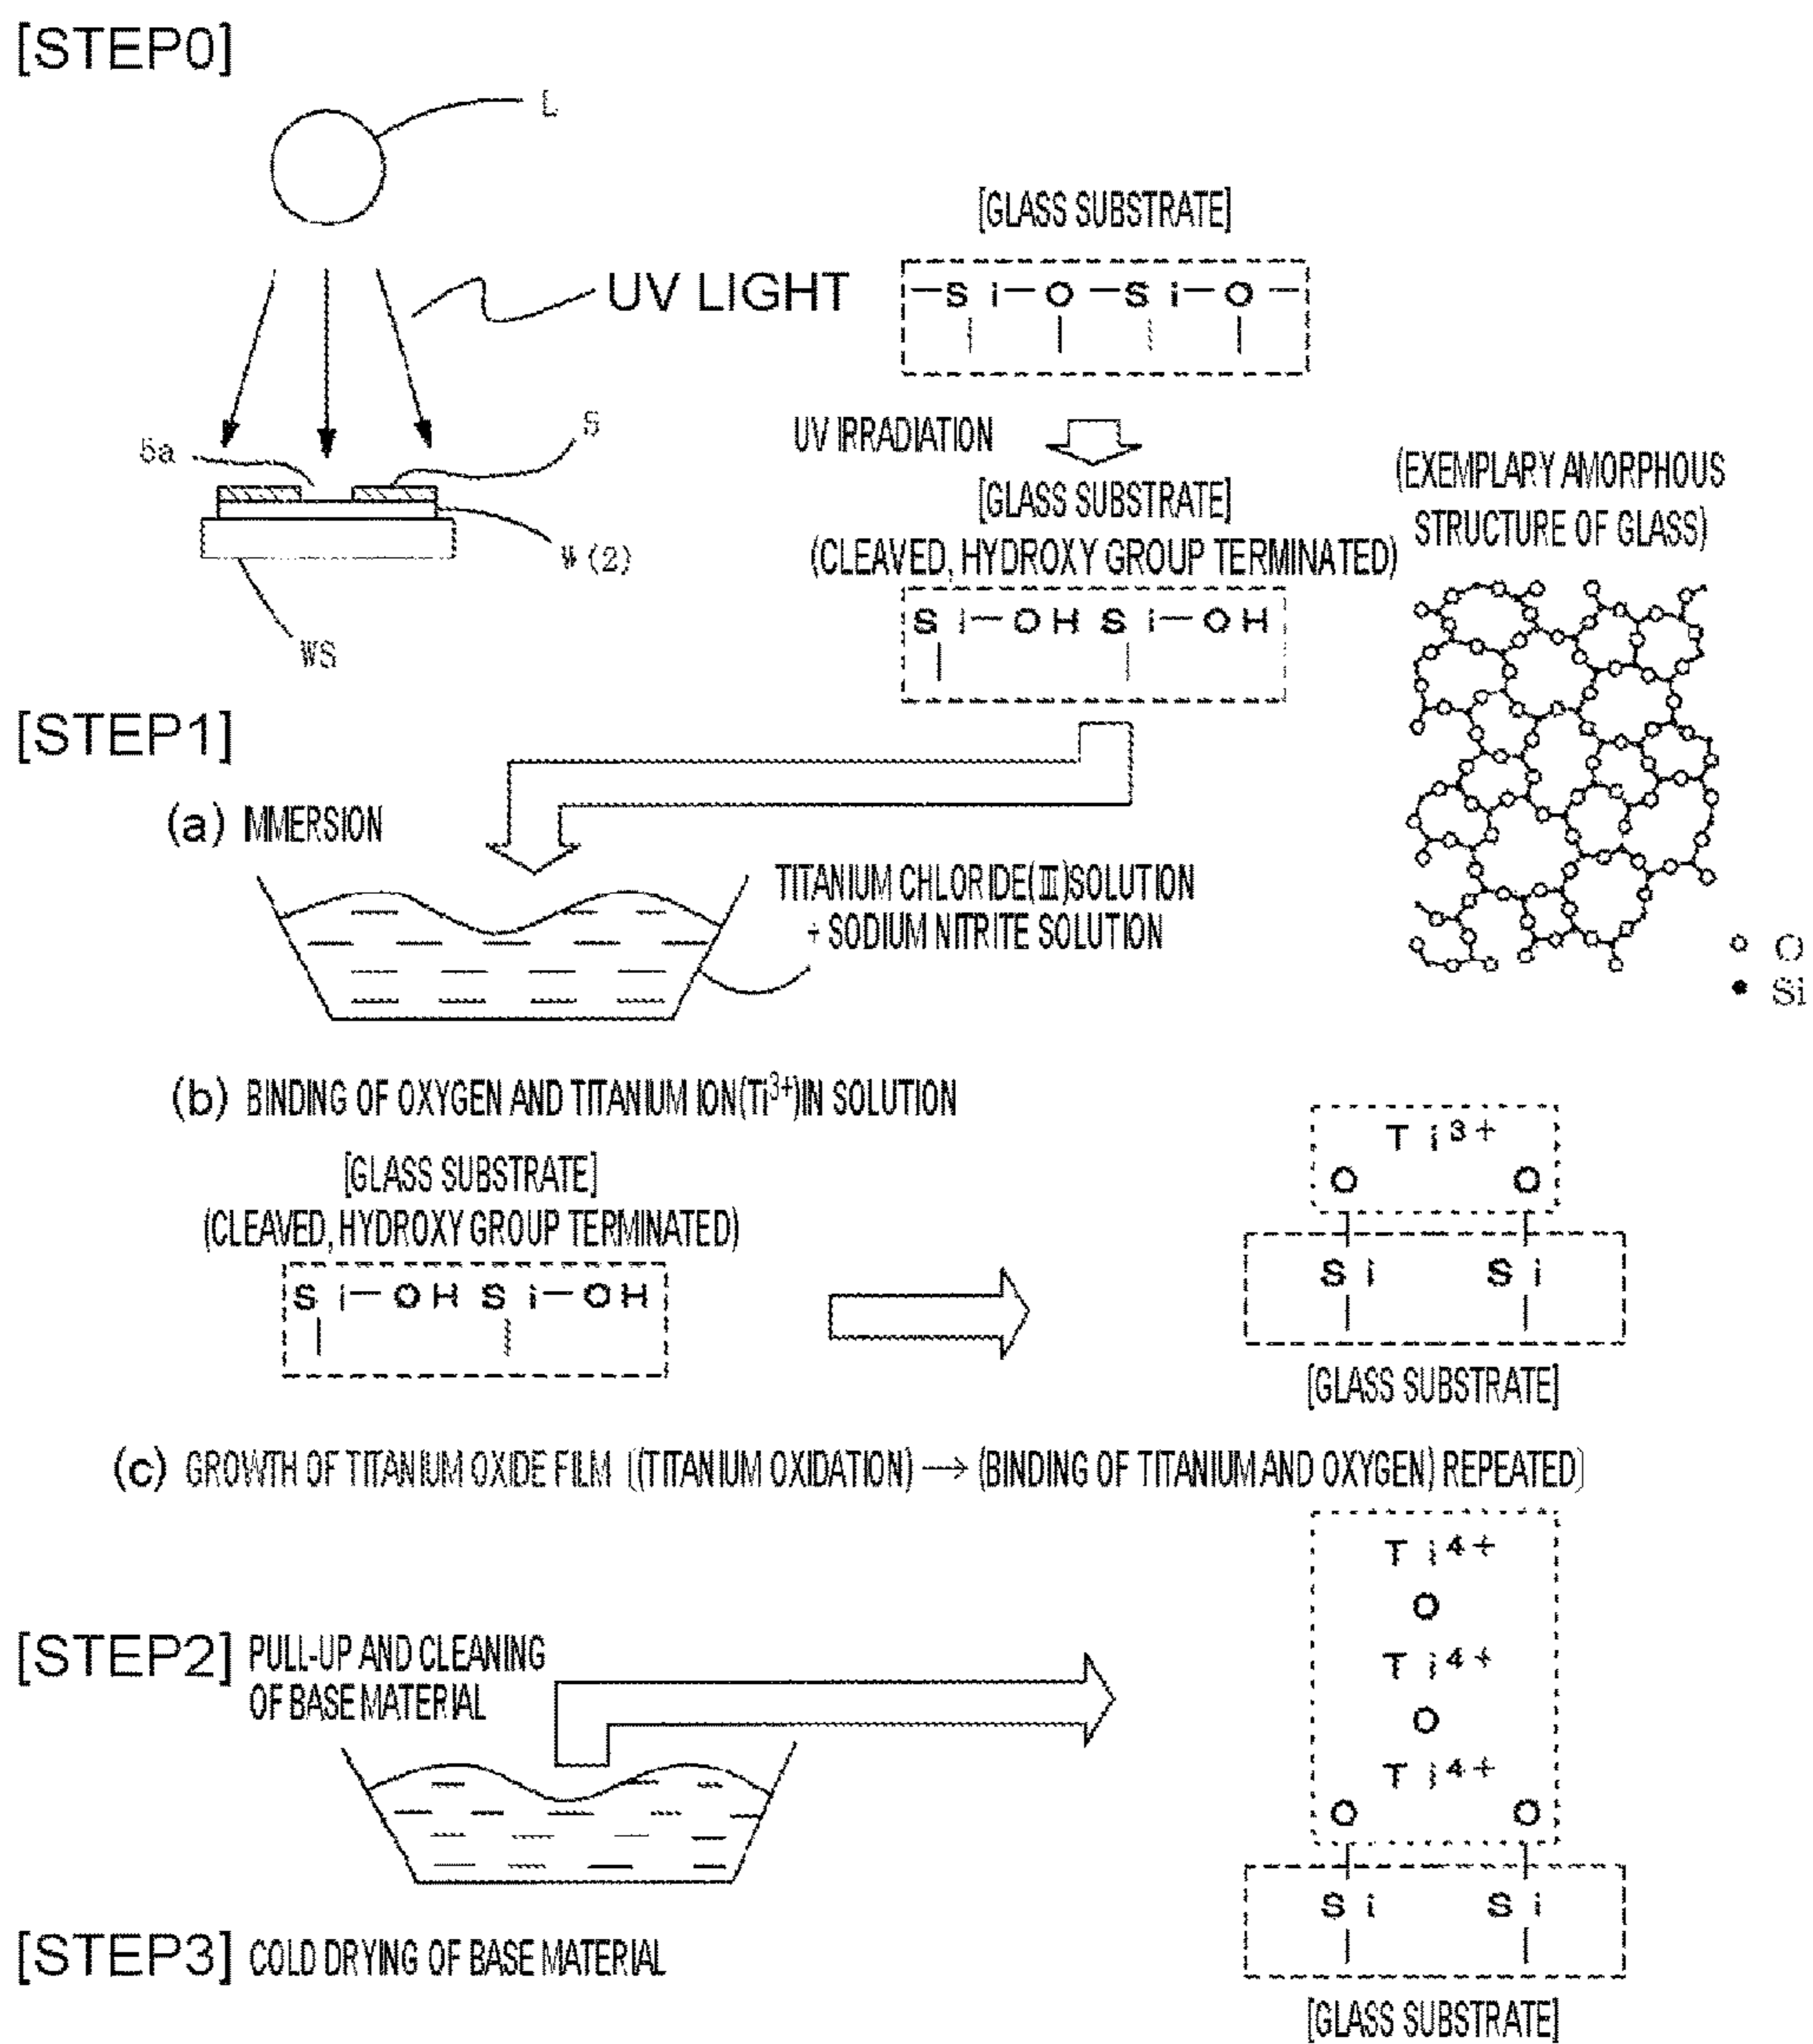 [STEP0]
L
UV LIGHT
5a
S
W(2)
WS
[GLASS SUBSTRATE]
—Si—O—Si—O—
UV IRRADIATION
[GLASS SUBSTRATE]
(CLEAVED, HYDROXY GROUP TERMINATED)
Si—OH Si—OH
(EXEMPLARY AMORPHOUS
STRUCTURE OF GLASS)
O
Si
[STEP1]
(a) IMMERSION
TITANIUM CHLORIDE(III)SOLUTION
+ SODIUM NITRITE SOLUTION
(b) BINDING OF OXYGEN AND TITANIUM ION(Ti³⁺)IN SOLUTION
[GLASS SUBSTRATE]
(CLEAVED, HYDROXY GROUP TERMINATED)
Si—OH Si—OH
Ti³⁺
O O
Si Si
[GLASS SUBSTRATE]
(c) GROWTH OF TITANIUM OXIDE FILM ((TITANIUM OXIDATION) → (BINDING OF TITANIUM AND OXYGEN) REPEATED)
[STEP2] PULL-UP AND CLEANING
OF BASE MATERIAL
Ti⁴⁺
O
Ti⁴⁺
O
Ti⁴⁺
O O
Si Si
[GLASS SUBSTRATE]
[STEP3] COLD DRYING OF BASE MATERIAL